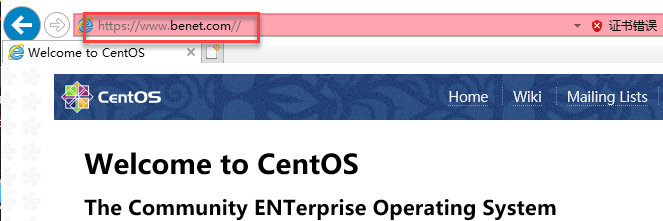 https://www.benet.com//
证书错误
Welcome to CentOS
CentOS
Home
Wiki
Mailing Lists
Welcome to CentOS
The Community ENTerprise Operating System